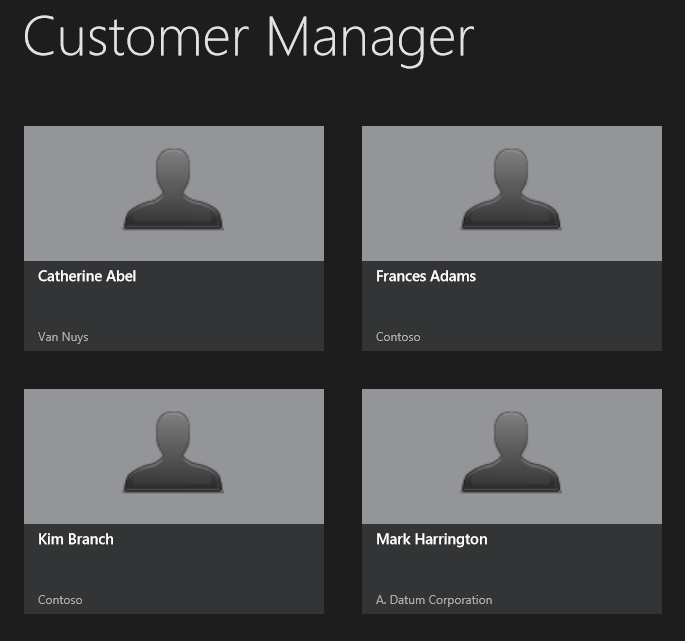 Customer Manager
Catherine Abel
Van Nuys
Frances Adams
Contoso
Kim Branch
Contoso
Mark Harrington
A. Datum Corporation